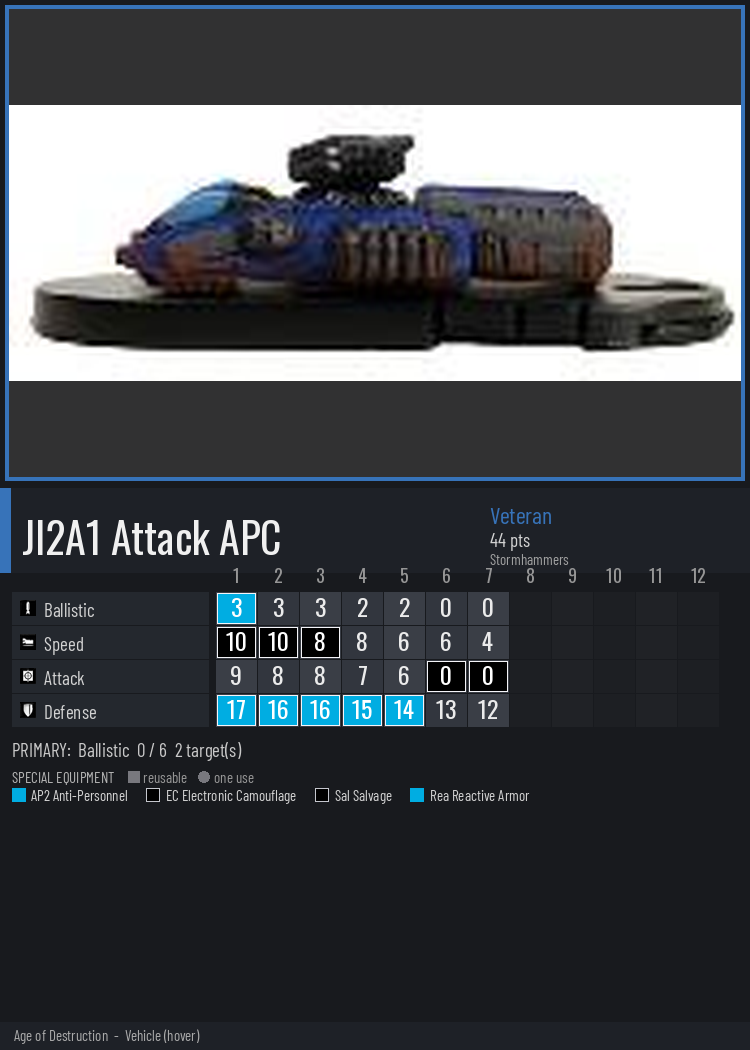 JI2A1 Attack APC
Veteran
44 pts
Stormhammers
1 2 3 4 5 6 7 8 9 10 11 12
Ballistic 3 3 3 2 2 0 0
Speed 10 10 8 8 6 6 4
Attack 9 8 8 7 6 0 0
Defense 17 16 16 15 14 13 12
PRIMARY: Ballistic 0 / 6 2 target(s)
SPECIAL EQUIPMENT reusable one use
AP2 Anti-Personnel EC Electronic Camouflage Sal Salvage Rea Reactive Armor
Age of Destruction - Vehicle (hover)